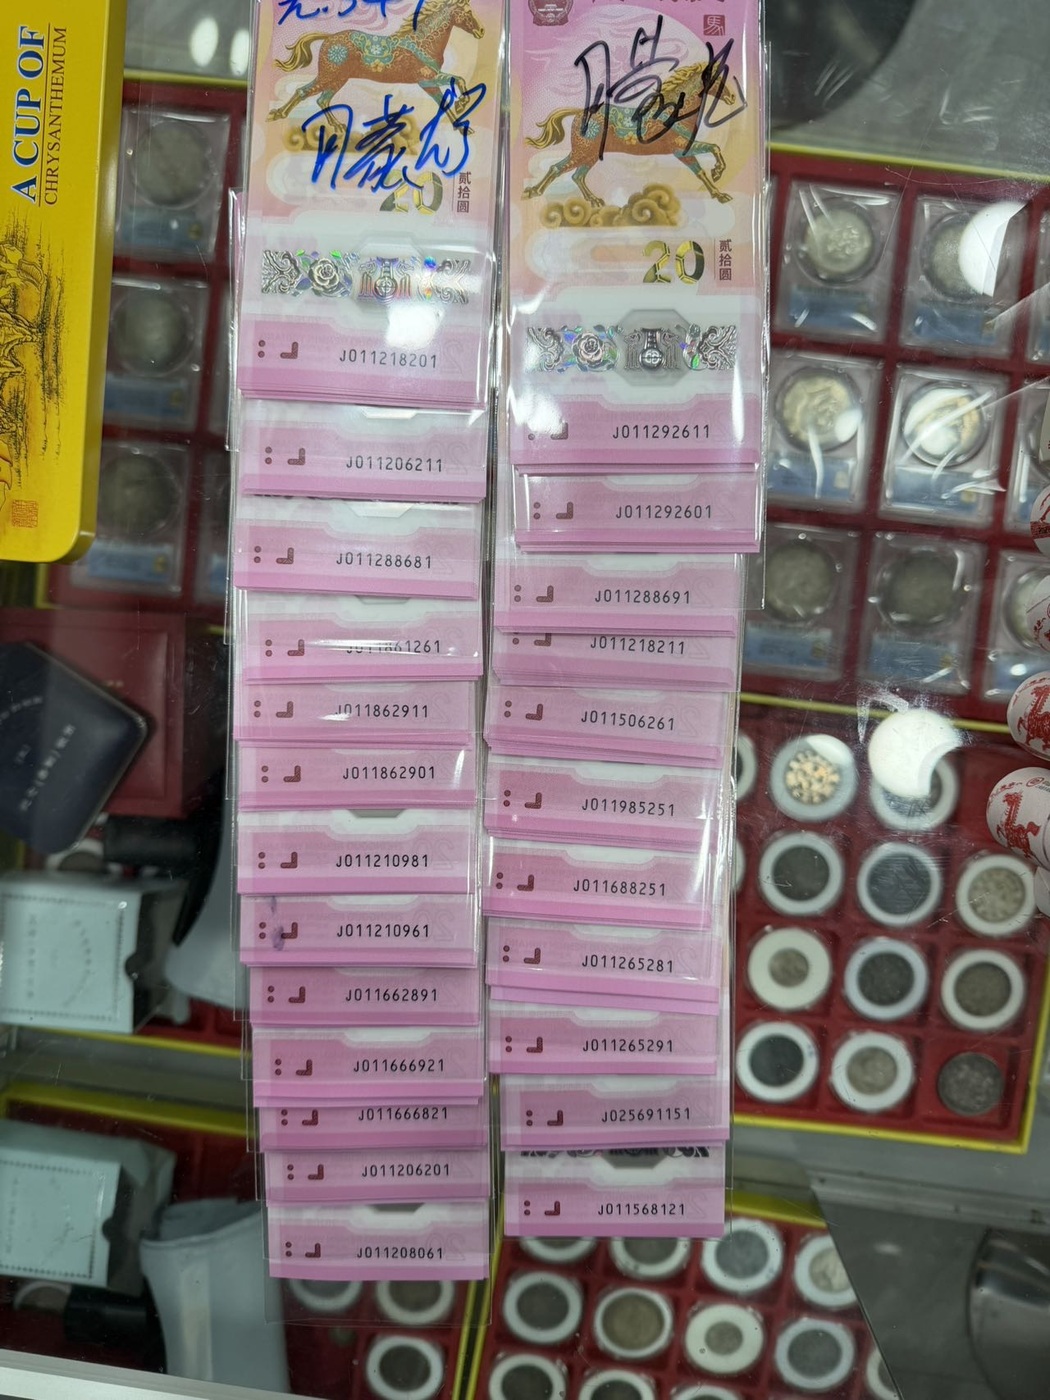 A CUP OF
CHRYSANTHEMUM
20
贰拾圆
J011218201
J011206211
J011288681
J011861261
J011862911
J011862901
J011210981
J011210961
J011662891
J011666921
J011666821
J011206201
J011208061
20
贰拾圆
J011292611
J011292601
J011288691
J011218211
J011506261
J011985251
J011688251
J011265281
J011265291
J025691151
J011568121